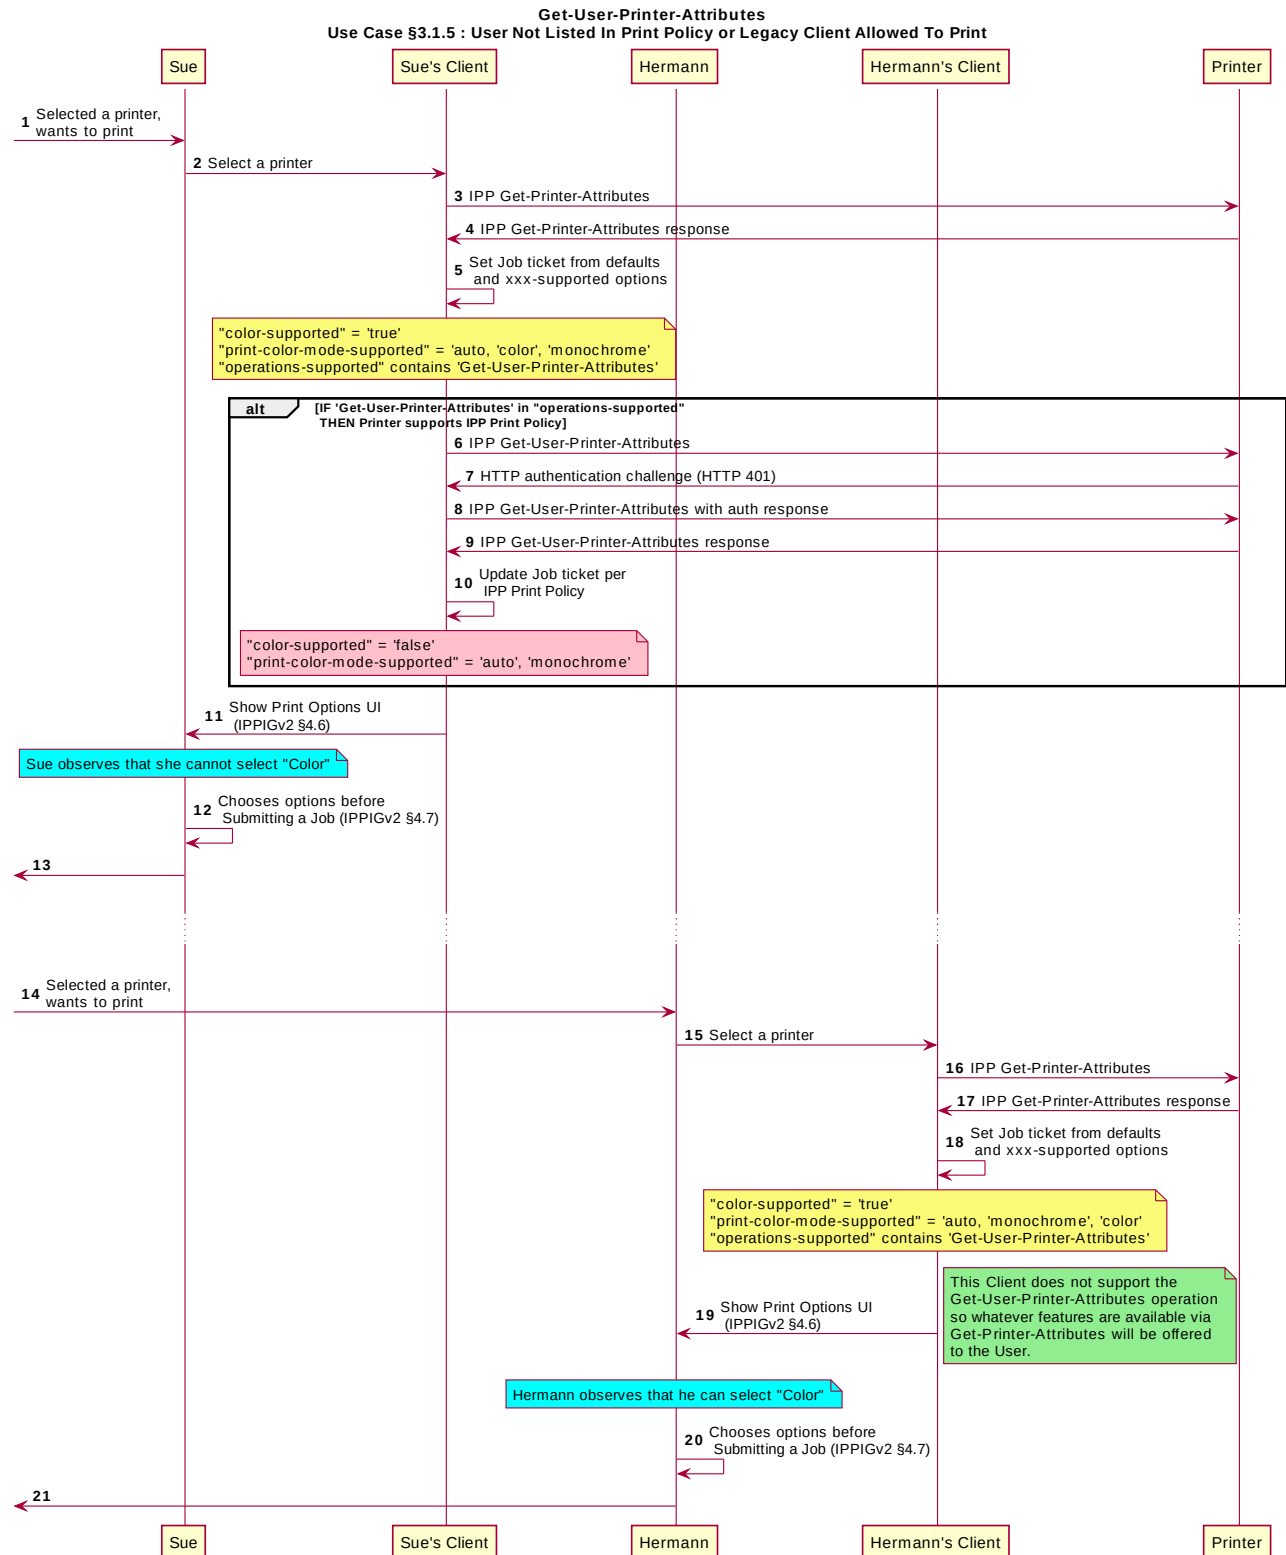 Get-User-Printer-Attributes
Use Case §3.1.5 : User Not Listed In Print Policy or Legacy Client Allowed To Print
Sue
Sue's Client
Hermann
Hermann's Client
Printer
1 Selected a printer,
wants to print
2 Select a printer
3 IPP Get-Printer-Attributes
4 IPP Get-Printer-Attributes response
5 Set Job ticket from defaults
and xxx-supported options
"color-supported" = 'true'
"print-color-mode-supported" = 'auto, 'color', 'monochrome'
"operations-supported" contains 'Get-User-Printer-Attributes'
alt [IF 'Get-User-Printer-Attributes' in "operations-supported"
THEN Printer supports IPP Print Policy]
6 IPP Get-User-Printer-Attributes
7 HTTP authentication challenge (HTTP 401)
8 IPP Get-User-Printer-Attributes with auth response
9 IPP Get-User-Printer-Attributes response
10 Update Job ticket per
IPP Print Policy
"color-supported" = 'false'
"print-color-mode-supported" = 'auto', 'monochrome'
11 Show Print Options UI
(IPPIGv2 §4.6)
Sue observes that she cannot select "Color"
12 Chooses options before
Submitting a Job (IPPIGv2 §4.7)
13
14 Selected a printer,
wants to print
15 Select a printer
16 IPP Get-Printer-Attributes
17 IPP Get-Printer-Attributes response
18 Set Job ticket from defaults
and xxx-supported options
"color-supported" = 'true'
"print-color-mode-supported" = 'auto, 'monochrome', 'color'
"operations-supported" contains 'Get-User-Printer-Attributes'
This Client does not support the
Get-User-Printer-Attributes operation
so whatever features are available via
Get-Printer-Attributes will be offered
to the User.
19 Show Print Options UI
(IPPIGv2 §4.6)
Hermann observes that he can select "Color"
20 Chooses options before
Submitting a Job (IPPIGv2 §4.7)
21
Sue
Sue's Client
Hermann
Hermann's Client
Printer